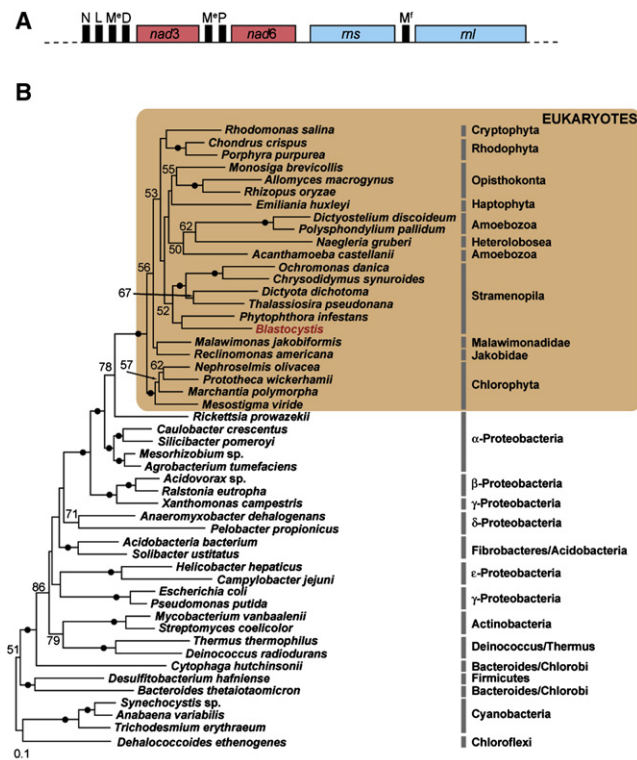 A
N L Mᵉ D Mᵉ P Mᶠ
nad3 nad6 rns rnl
B
EUKARYOTES
Rhodomonas salina Cryptophyta
Chondrus crispus
Rhodophyta
Porphyra purpurea
55 Monosiga brevicollis
Allomyces macrogynus Opisthokonta
53 Rhizopus oryzae
Emiliania huxleyi Haptophyta
Dictyostelium discoideum
Amoebozoa
62 Polysphondylium pallidum
Naegleria gruberi Heterolobosea
50 Acanthamoeba castellanii Amoebozoa
56 Ochromonas danica
Chrysodidymus synuroides
67 Dictyota dichotoma
Stramenopila
52 Thalassiosira pseudonana
Phytophthora infestans
Blastocystis
Malawimonas jakobiformis Malawimonadidae
Reclinomonas americana Jakobidae
78 57 62 Nephroselmis olivacea
Prototheca wickerhamii
Chlorophyta
Marchantia polymorpha
Mesostigma viride
Rickettsia prowazekii
Caulobacter crescentus
α-Proteobacteria
Silicibacter pomeroyi
Mesorhizobium sp.
Agrobacterium tumefaciens
Acidovorax sp.
β-Proteobacteria
Ralstonia eutropha
Xanthomonas campestris γ-Proteobacteria
71 Anaeromyxobacter dehalogenans
δ-Proteobacteria
Pelobacter propionicus
Acidobacteria bacterium
Fibrobacteres/Acidobacteria
Solibacter ustitatus
Helicobacter hepaticus
ε-Proteobacteria
86 Campylobacter jejuni
Escherichia coli
γ-Proteobacteria
Pseudomonas putida
Mycobacterium vanbaalenii
Actinobacteria
79 Streptomyces coelicolor
Thermus thermophilus
Deinococcus/Thermus
51 Deinococcus radiodurans
Cytophaga hutchinsonii Bacteroides/Chlorobi
Desulfitobacterium hafniense Firmicutes
Bacteroides thetaiotaomicron Bacteroides/Chlorobi
Synechocystis sp.
Anabaena variabilis Cyanobacteria
Trichodesmium erythraeum
Dehalococcoides ethenogenes Chloroflexi
0.1